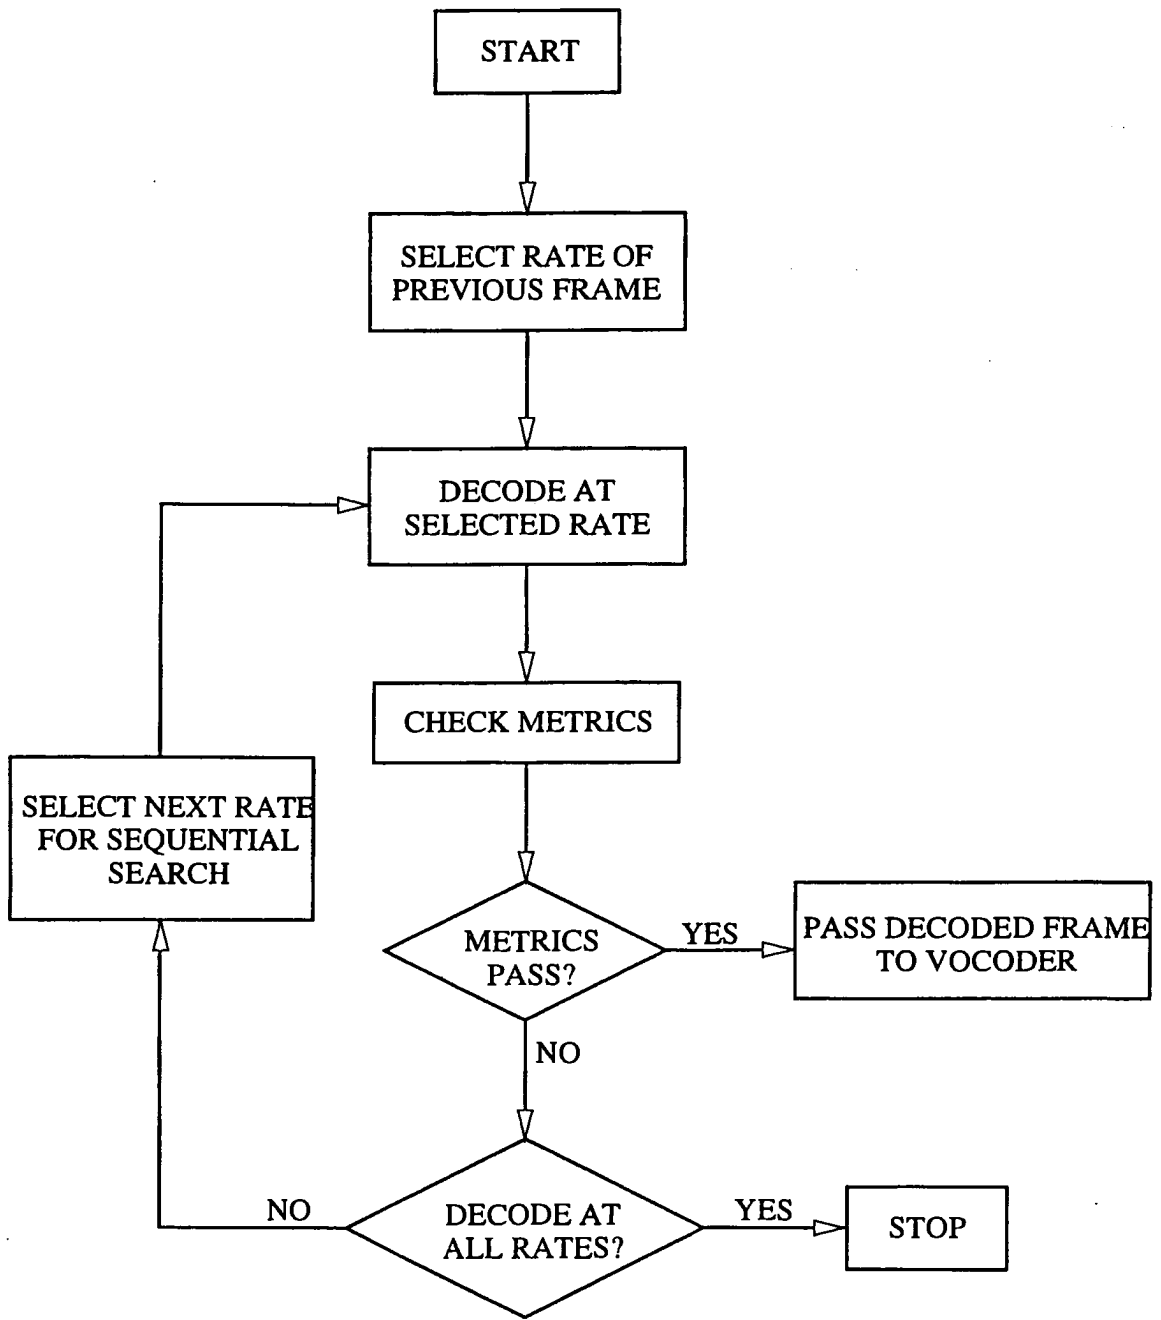 START
SELECT RATE OF
PREVIOUS FRAME
DECODE AT
SELECTED RATE
CHECK METRICS
SELECT NEXT RATE
FOR SEQUENTIAL
SEARCH
METRICS
PASS?
YES
PASS DECODED FRAME
TO VOCODER
NO
DECODE AT
ALL RATES?
NO
YES
STOP